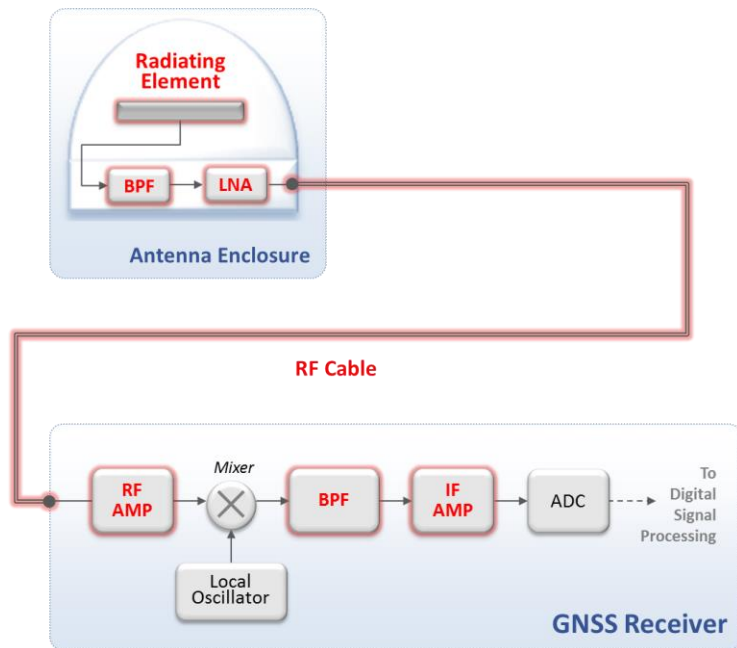 Radiating
Element
BPF
LNA
Antenna Enclosure
RF Cable
Mixer
RF
AMP
BPF
IF
AMP
ADC
To
Digital
Signal
Processing
Local
Oscillator
GNSS Receiver